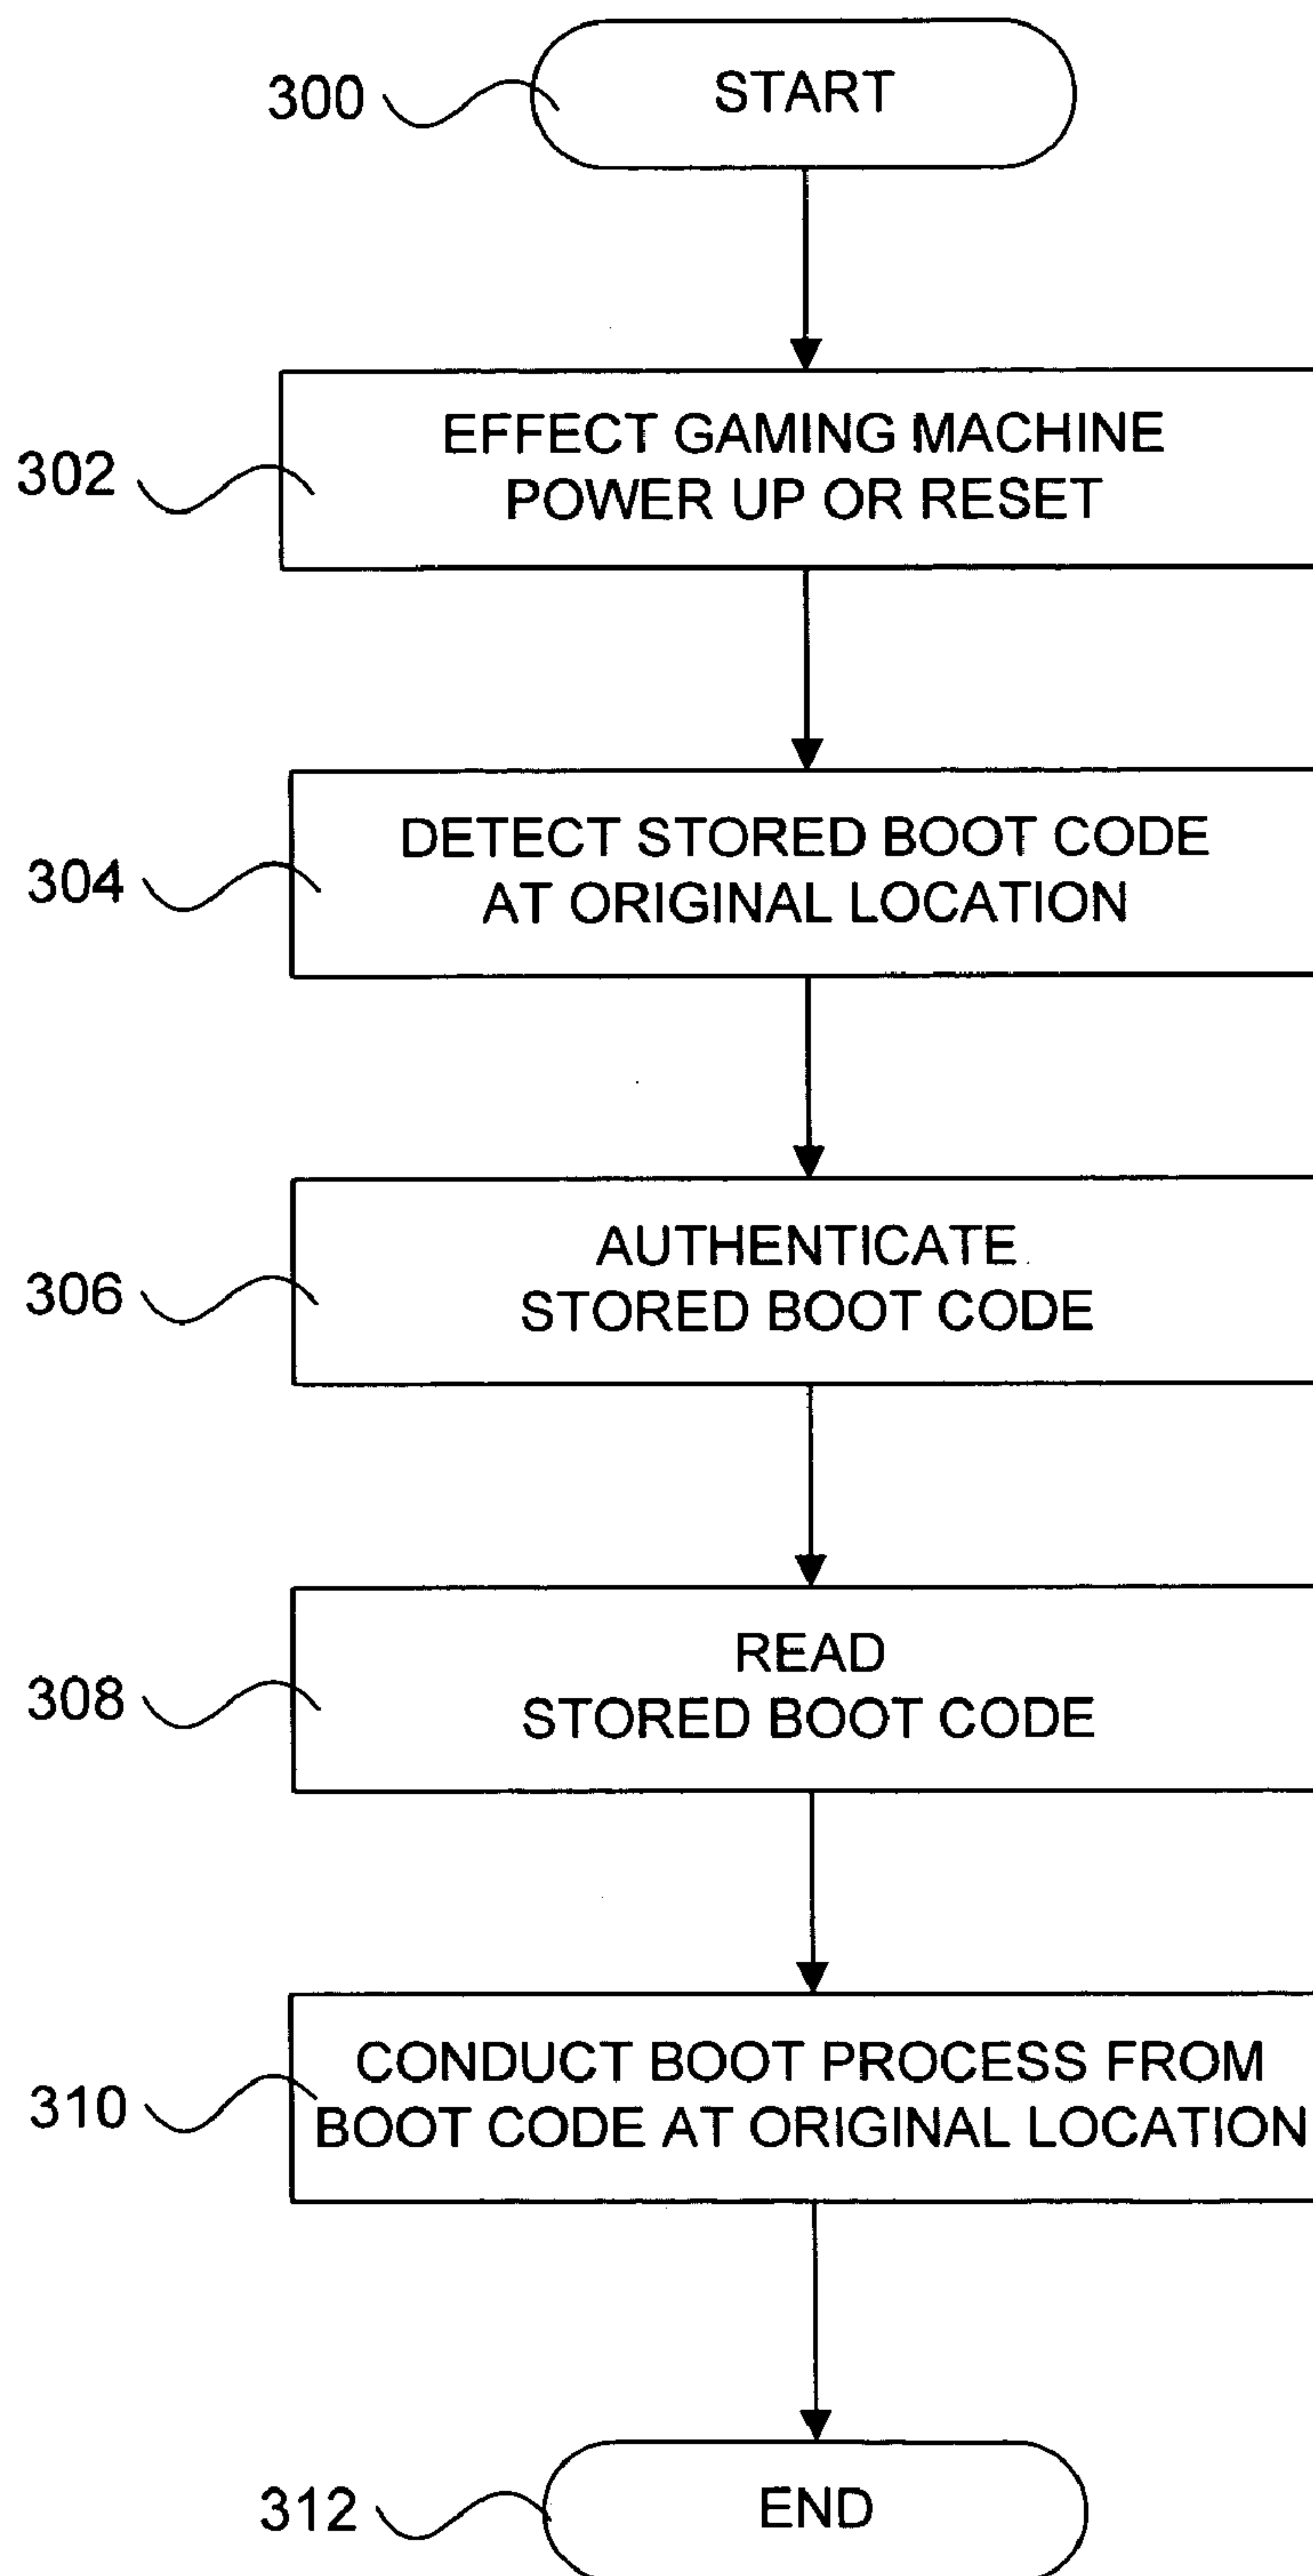 300
START
302
EFFECT GAMING MACHINE
POWER UP OR RESET
304
DETECT STORED BOOT CODE
AT ORIGINAL LOCATION
306
AUTHENTICATE
STORED BOOT CODE
308
READ
STORED BOOT CODE
310
CONDUCT BOOT PROCESS FROM
BOOT CODE AT ORIGINAL LOCATION
312
END